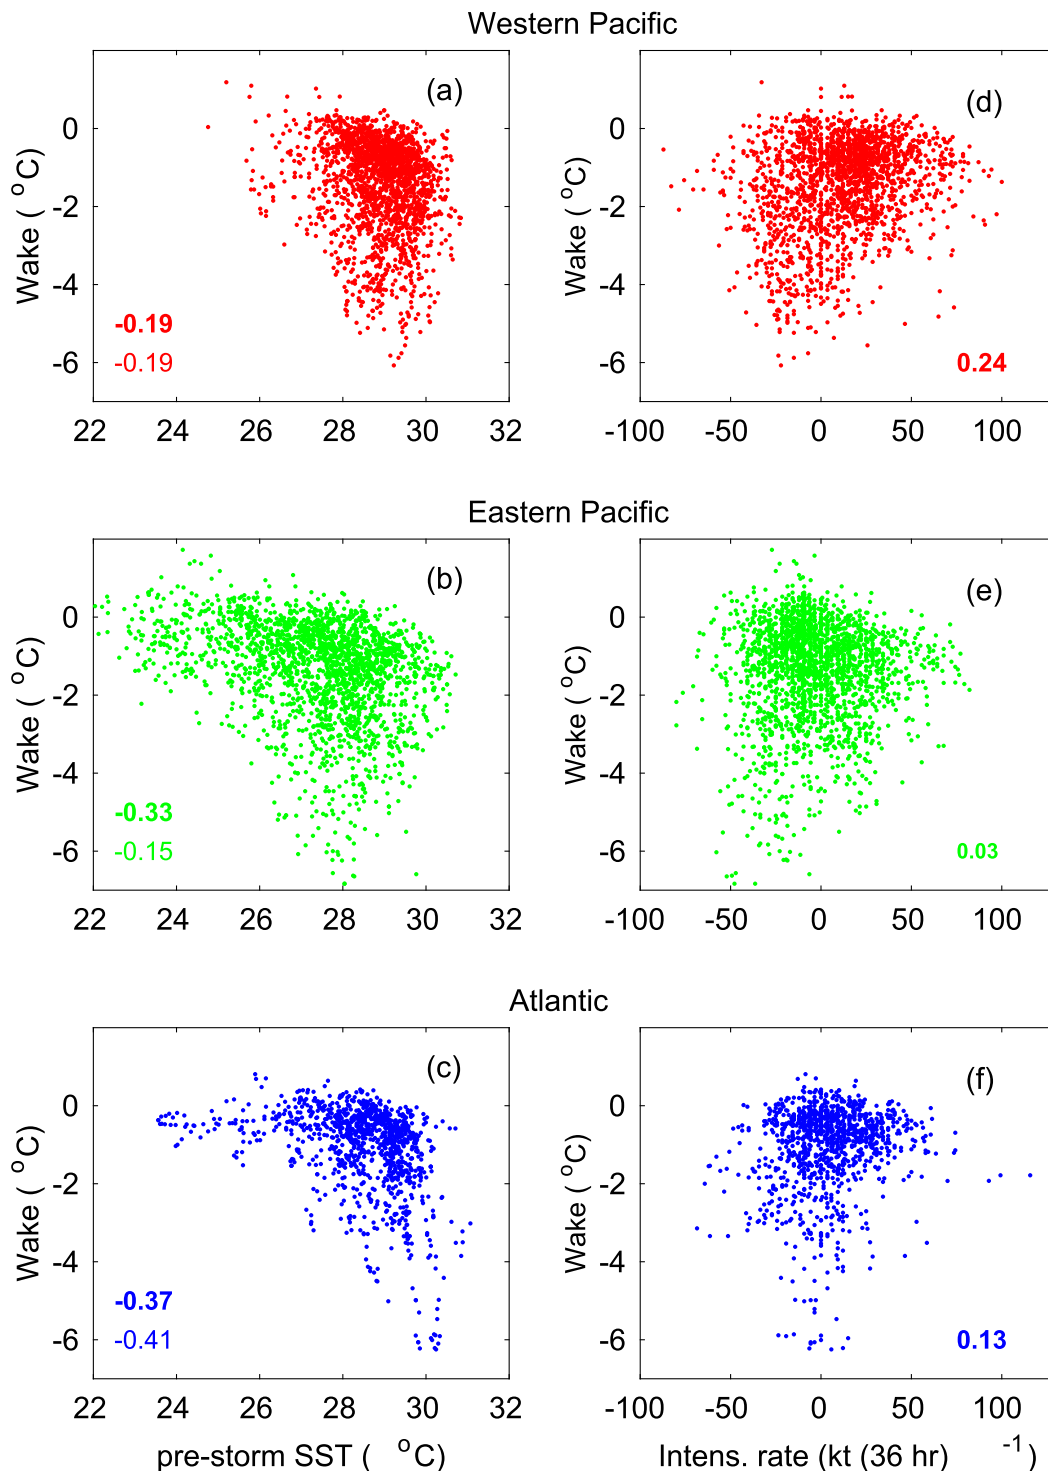 Western Pacific
(a)
0
-2
-4
-6
Wake ( °C)
-0.19
-0.19
22 24 26 28 30 32
(d)
0
-2
-4
-6
Wake ( °C)
0.24
-100 -50 0 50 100
Eastern Pacific
(b)
0
-2
-4
-6
Wake ( °C)
-0.33
-0.15
22 24 26 28 30 32
(e)
0
-2
-4
-6
Wake ( °C)
0.03
-100 -50 0 50 100
Atlantic
(c)
0
-2
-4
-6
Wake ( °C)
-0.37
-0.41
22 24 26 28 30 32
pre-storm SST ( °C)
(f)
0
-2
-4
-6
Wake ( °C)
0.13
-100 -50 0 50 100
Intens. rate (kt (36 hr) -1)